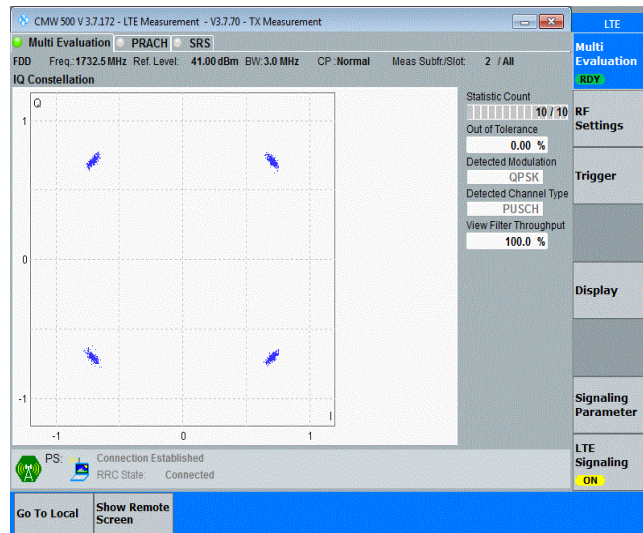 CMW 500 V 3.7.172 - LTE Measurement - V3.7.70 - TX Measurement
LTE
Multi Evaluation PRACH SRS
Multi
Evaluation
RDY
FDD Freq.:1732.5 MHz Ref. Level: 41.00 dBm BW:3.0 MHz CP :Normal Meas Subfr./Slot: 2 / All
IQ Constellation
Q
1
0
-1
I
-1 0 1
Statistic Count
10 / 10
Out of Tolerance
0.00 %
Detected Modulation
QPSK
Detected Channel Type
PUSCH
View Filter Throughput
100.0 %
RF
Settings
Trigger
Display
Signaling
Parameter
LTE
Signaling
ON
PS: Connection Established
RRC State: Connected
Go To Local
Show Remote
Screen